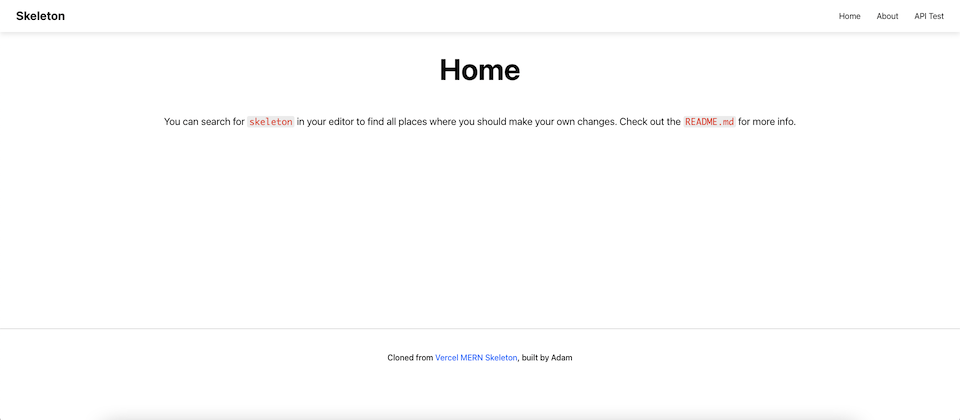 Skeleton
Home About API Test
Home
You can search for skeleton in your editor to find all places where you should make your own changes. Check out the README.md for more info.
Cloned from Vercel MERN Skeleton, built by Adam